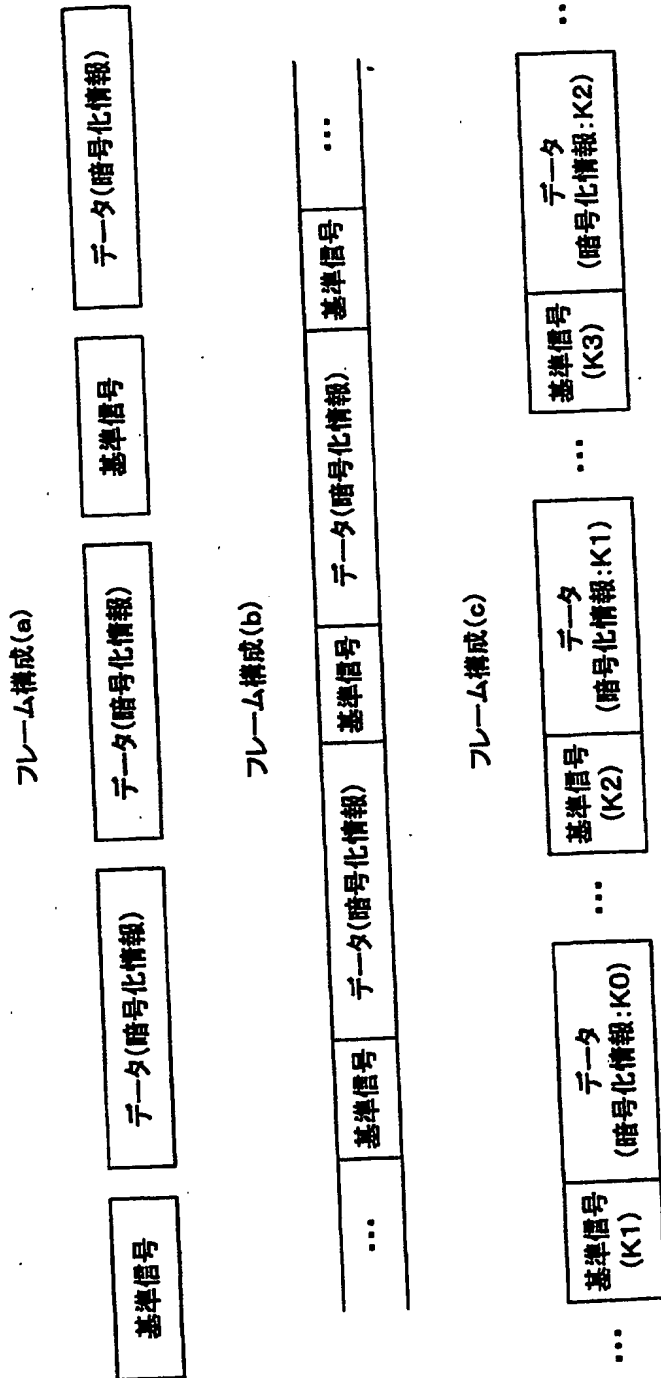 フレーム構成(a)
基準信号
データ(暗号化情報)
データ(暗号化情報)
基準信号
データ(暗号化情報)
フレーム構成(b)
…
基準信号
データ(暗号化情報)
基準信号
データ(暗号化情報)
基準信号
…
フレーム構成(c)
…
基準信号
(K1)
データ
(暗号化情報:K0)
…
基準信号
(K2)
データ
(暗号化情報:K1)
…
基準信号
(K3)
データ
(暗号化情報:K2)
…